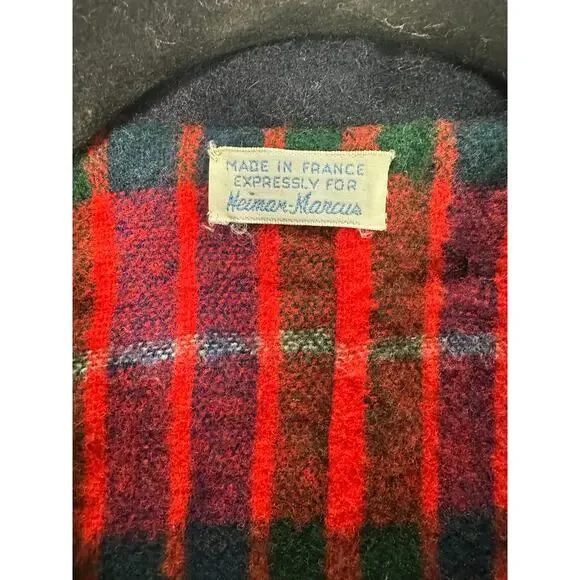 MADE IN FRANCE
EXPRESSLY FOR
Neiman-Marcus